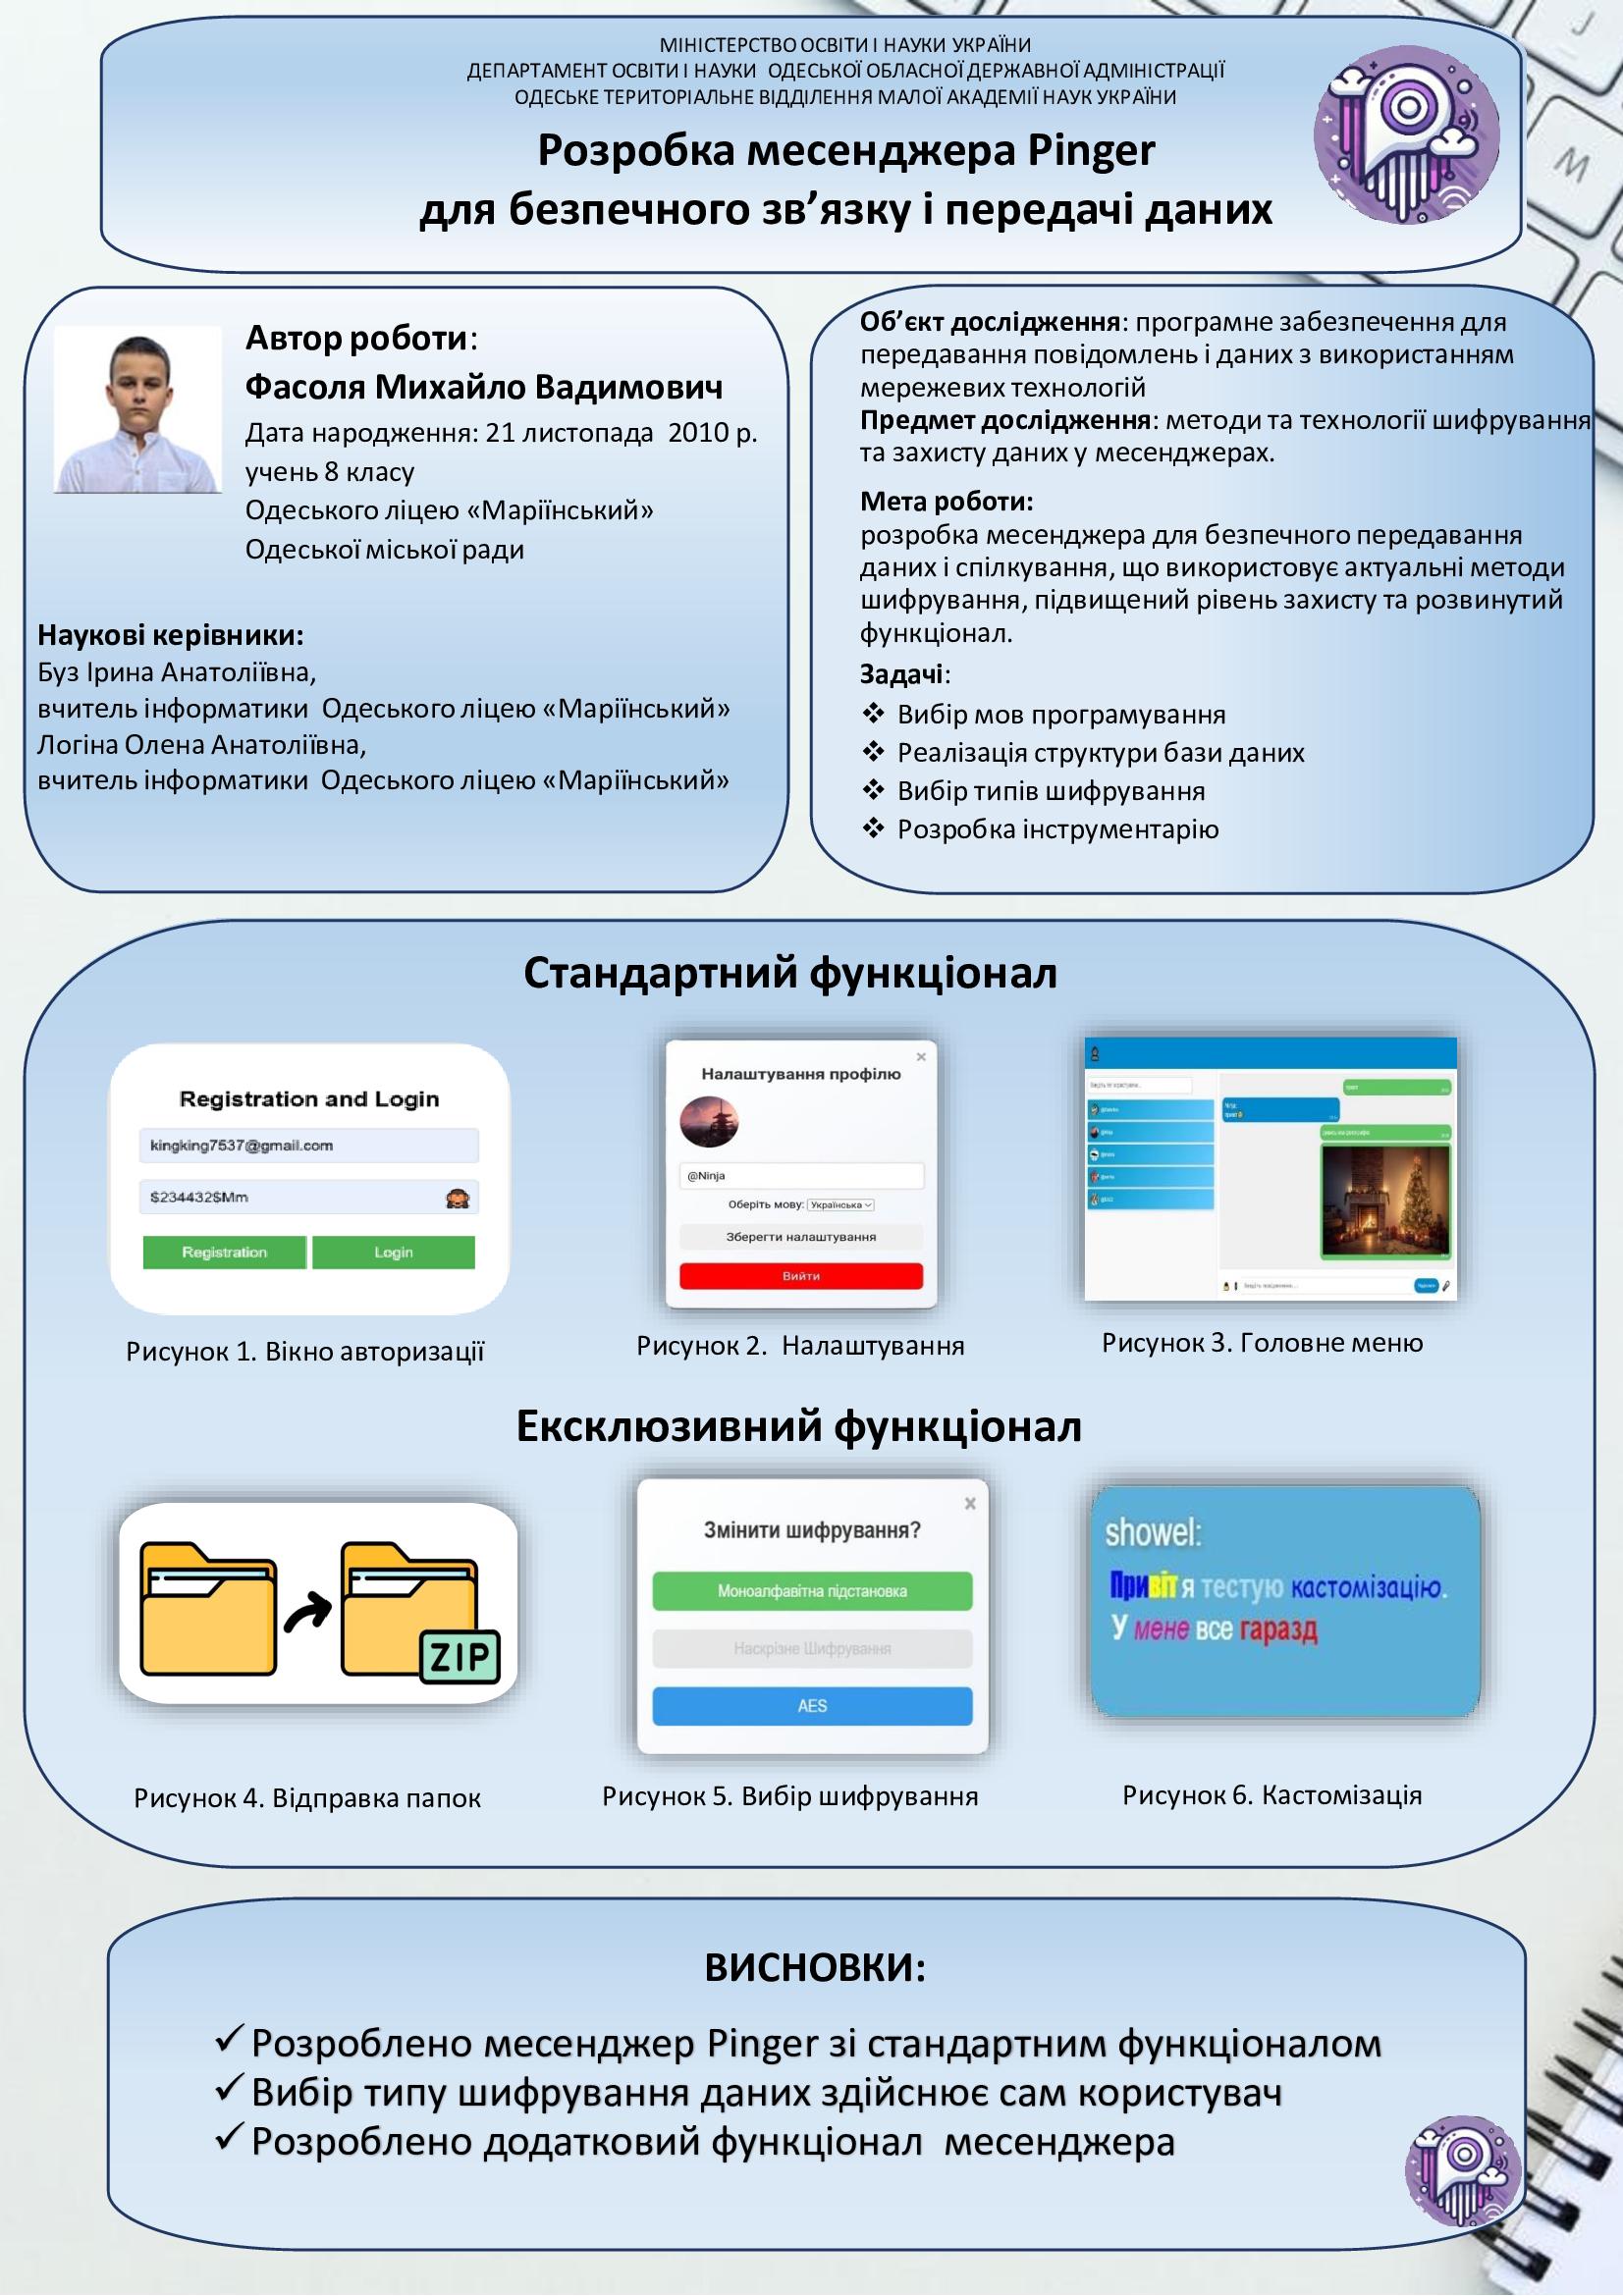 МІНІСТЕРСТВО ОСВІТИ І НАУКИ УКРАЇНИ
ДЕПАРТАМЕНТ ОСВІТИ І НАУКИ ОДЕСЬКОЇ ОБЛАСНОЇ ДЕРЖАВНОЇ АДМІНІСТРАЦІЇ
ОДЕСЬКЕ ТЕРИТОРІАЛЬНЕ ВІДДІЛЕННЯ МАЛОЇ АКАДЕМІЇ НАУК УКРАЇНИ
Розробка месенджера Pinger
для безпечного зв’язку і передачі даних
Автор роботи:
Фасоля Михайло Вадимович
Дата народження: 21 листопада 2010 р.
учень 8 класу
Одеського ліцею «Маріїнський»
Одеської міської ради
Наукові керівники:
Буз Ірина Анатоліївна,
вчитель інформатики Одеського ліцею «Маріїнський»
Логіна Олена Анатоліївна,
вчитель інформатики Одеського ліцею «Маріїнський»
Об’єкт дослідження: програмне забезпечення для
передавання повідомлень і даних з використанням
мережевих технологій
Предмет дослідження: методи та технології шифрування
та захисту даних у месенджерах.
Мета роботи:
розробка месенджера для безпечного передавання
даних і спілкування, що використовує актуальні методи
шифрування, підвищений рівень захисту та розвинутий
функціонал.
Задачі:
❖ Вибір мов програмування
❖ Реалізація структури бази даних
❖ Вибір типів шифрування
❖ Розробка інструментарію
Стандартний функціонал
Registration and Login
kingking7537@gmail.com
$234432$Mm
Registration Login
Рисунок 1. Вікно авторизації
Налаштування профілю
@Ninja
Оберіть мову: Українська
Зберегти налаштування
Вийти
Рисунок 2. Налаштування
Рисунок 3. Головне меню
Ексклюзивний функціонал
ZIP
Рисунок 4. Відправка папок
Змінити шифрування?
Моноалфавітна підстановка
Наскрізне Шифрування
AES
Рисунок 5. Вибір шифрування
showel:
Привіт я тестую кастомізацію.
У мене все гаразд
Рисунок 6. Кастомізація
ВИСНОВКИ:
✓ Розроблено месенджер Pinger зі стандартним функціоналом
✓ Вибір типу шифрування даних здійснює сам користувач
✓ Розроблено додатковий функціонал месенджера
J
M